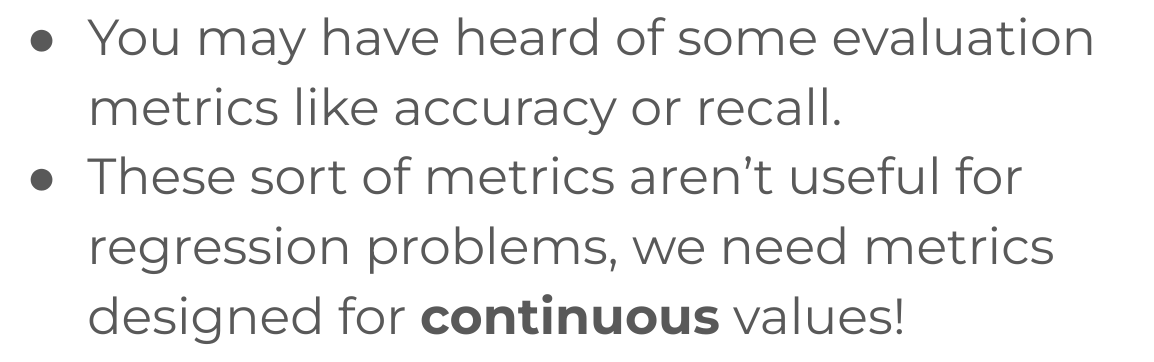 ● You may have heard of some evaluation
metrics like accuracy or recall.
● These sort of metrics aren’t useful for
regression problems, we need metrics
designed for continuous values!